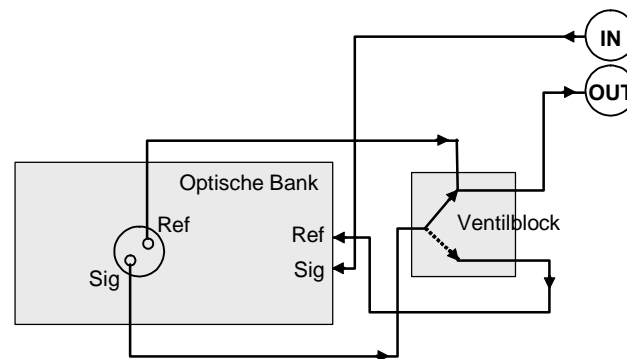 IN
OUT
Optische Bank
Ref
Ventilblock
Ref
Sig
Sig